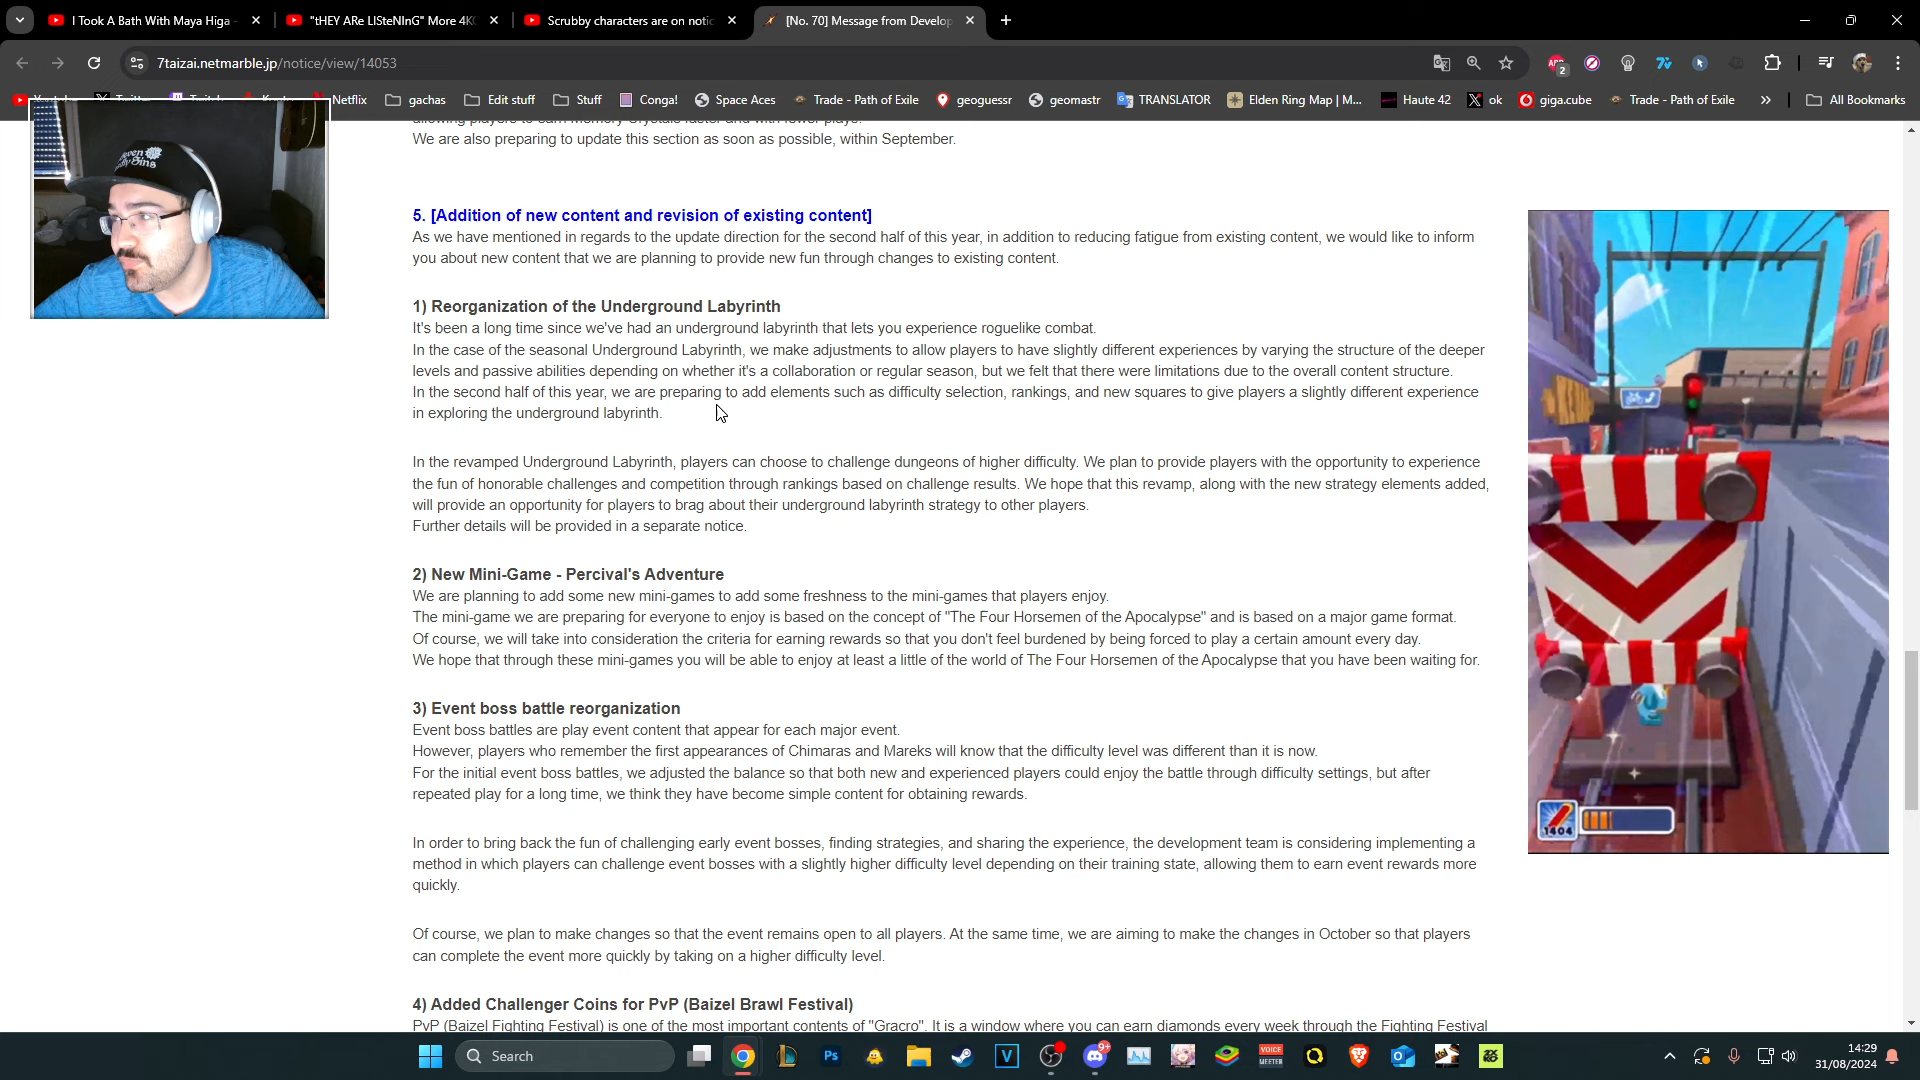 I Took A Bath With Maya Higa -
"tHEY ARe LISteNInG" More 4K
Scrubby characters are on notic
[No. 70] Message from Develop
7taizai.netmarble.jp/notice/view/14053
Netflix
gachas
Edit stuff
Stuff
Conga!
Space Aces
Trade - Path of Exile
geoguessr
geomastr
TRANSLATOR
Elden Ring Map | M...
Haute 42
ok
giga.cube
Trade - Path of Exile
All Bookmarks
We are also preparing to update this section as soon as possible, within September.
5. [Addition of new content and revision of existing content]
As we have mentioned in regards to the update direction for the second half of this year, in addition to reducing fatigue from existing content, we would like to inform
you about new content that we are planning to provide new fun through changes to existing content.
1) Reorganization of the Underground Labyrinth
It's been a long time since we've had an underground labyrinth that lets you experience roguelike combat.
In the case of the seasonal Underground Labyrinth, we make adjustments to allow players to have slightly different experiences by varying the structure of the deeper
levels and passive abilities depending on whether it's a collaboration or regular season, but we felt that there were limitations due to the overall content structure.
In the second half of this year, we are preparing to add elements such as difficulty selection, rankings, and new squares to give players a slightly different experience
in exploring the underground labyrinth.
In the revamped Underground Labyrinth, players can choose to challenge dungeons of higher difficulty. We plan to provide players with the opportunity to experience
the fun of honorable challenges and competition through rankings based on challenge results. We hope that this revamp, along with the new strategy elements added,
will provide an opportunity for players to brag about their underground labyrinth strategy to other players.
Further details will be provided in a separate notice.
2) New Mini-Game - Percival's Adventure
We are planning to add some new mini-games to add some freshness to the mini-games that players enjoy.
The mini-game we are preparing for everyone to enjoy is based on the concept of "The Four Horsemen of the Apocalypse" and is based on a major game format.
Of course, we will take into consideration the criteria for earning rewards so that you don't feel burdened by being forced to play a certain amount every day.
We hope that through these mini-games you will be able to enjoy at least a little of the world of The Four Horsemen of the Apocalypse that you have been waiting for.
3) Event boss battle reorganization
Event boss battles are play event content that appear for each major event.
However, players who remember the first appearances of Chimaras and Mareks will know that the difficulty level was different than it is now.
For the initial event boss battles, we adjusted the balance so that both new and experienced players could enjoy the battle through difficulty settings, but after
repeated play for a long time, we think they have become simple content for obtaining rewards.
In order to bring back the fun of challenging early event bosses, finding strategies, and sharing the experience, the development team is considering implementing a
method in which players can challenge event bosses with a slightly higher difficulty level depending on their training state, allowing them to earn event rewards more
quickly.
Of course, we plan to make changes so that the event remains open to all players. At the same time, we are aiming to make the changes in October so that players
can complete the event more quickly by taking on a higher difficulty level.
4) Added Challenger Coins for PvP (Baizel Brawl Festival)
PvP (Baizel Fighting Festival) is one of the most important contents of "Gracro". It is a window where you can earn diamonds every week through the Fighting Festival
1404
Search
14:29
31/08/2024